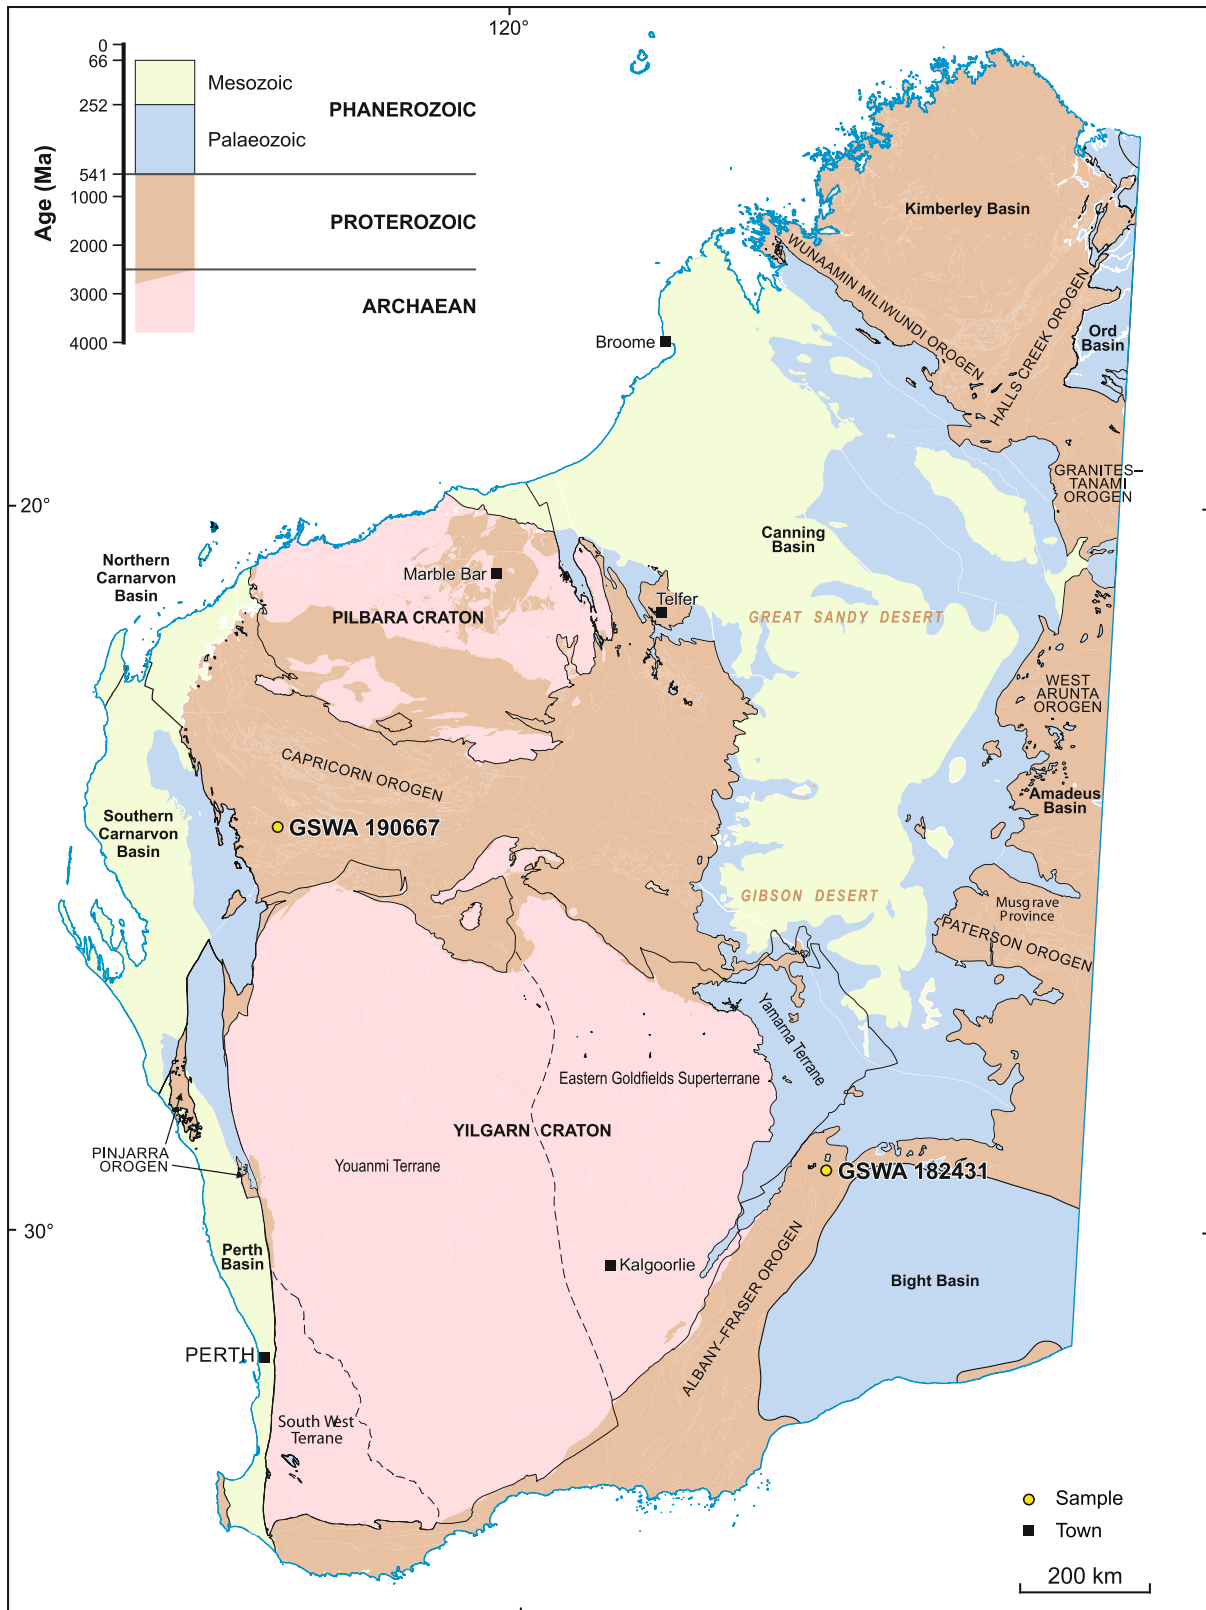 120°
0
66
252
541
1000
2000
3000
4000
Age (Ma)
Mesozoic
Palaeozoic
PHANEROZOIC
PROTEROZOIC
ARCHAEAN
Kimberley Basin
WUNAAMIN MILIWUNDI OROGEN
HALLS CREEK OROGEN
Ord
Basin
Broome
GRANITES–
TANAMI
OROGEN
20°
Canning
Basin
Northern
Carnarvon
Basin
Marble Bar
Telfer
PILBARA CRATON
GREAT SANDY DESERT
WEST
ARUNTA
OROGEN
CAPRICORN OROGEN
Amadeus
Basin
Southern
Carnarvon
Basin
GSWA 190667
GIBSON DESERT
Musgrave
Province
PATERSON OROGEN
Yamarna Terrane
Eastern Goldfields Superterrane
YILGARN CRATON
PINJARRA
OROGEN
Youanmi Terrane
GSWA 182431
30°
Perth
Basin
Kalgoorlie
Bight Basin
ALBANY–FRASER OROGEN
PERTH
South West
Terrane
Sample
Town
200 km